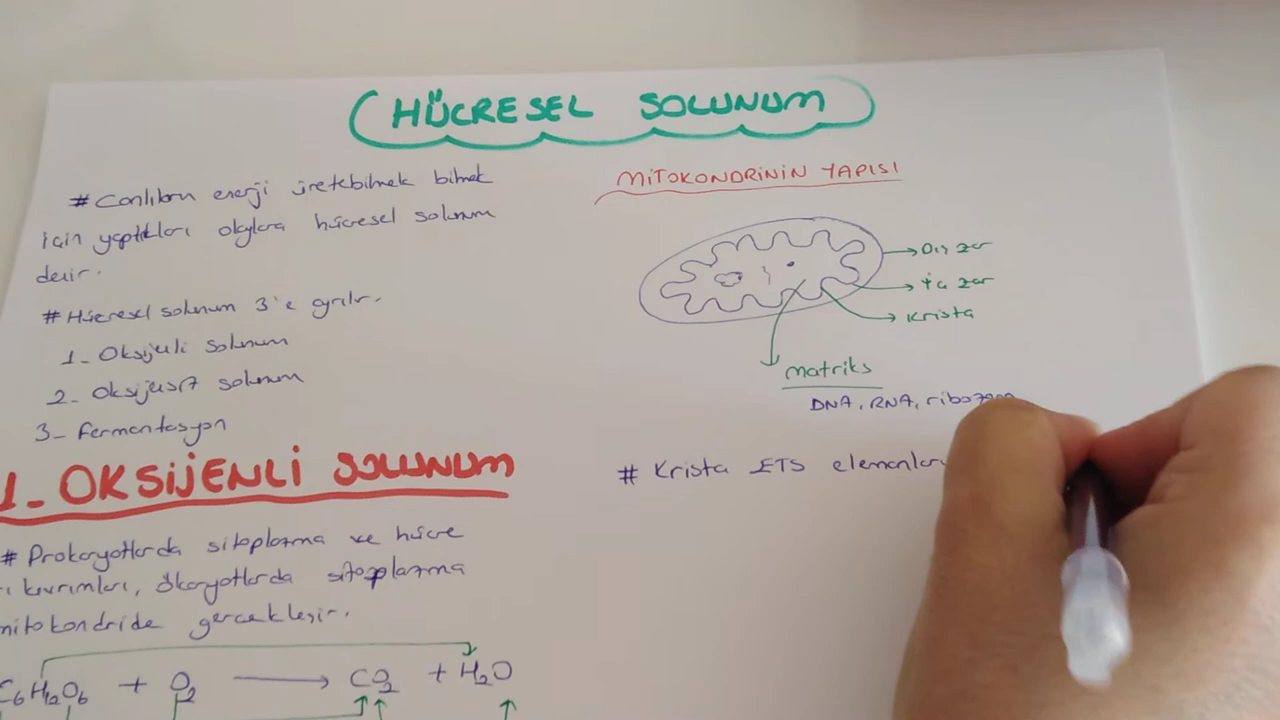 HÜCRESEL SOLUNUM
# Canlıların enerji üretebilmek bilmek
için yaptıkları olaylara hücresel solunum
denir.
# Hücresel solunum 3'e ayrılır.
1- Oksijenli solunum
2- Oksijensiz solunum
3- fermentasyon
1- OKSİJENLİ SOLUNUM
# Prokaryotlarda sitoplazma ve hücre
kıvrımları, ökaryotlarda sitoplazma
mitokondride gerçekleşir.
C6H12O6 + O2 → CO2 + H2O
MİTOKONDRİNİN YAPISI
Dış zar
İç zar
Krista
Matriks
DNA, RNA, ribozom
# Krista ETS elemanları